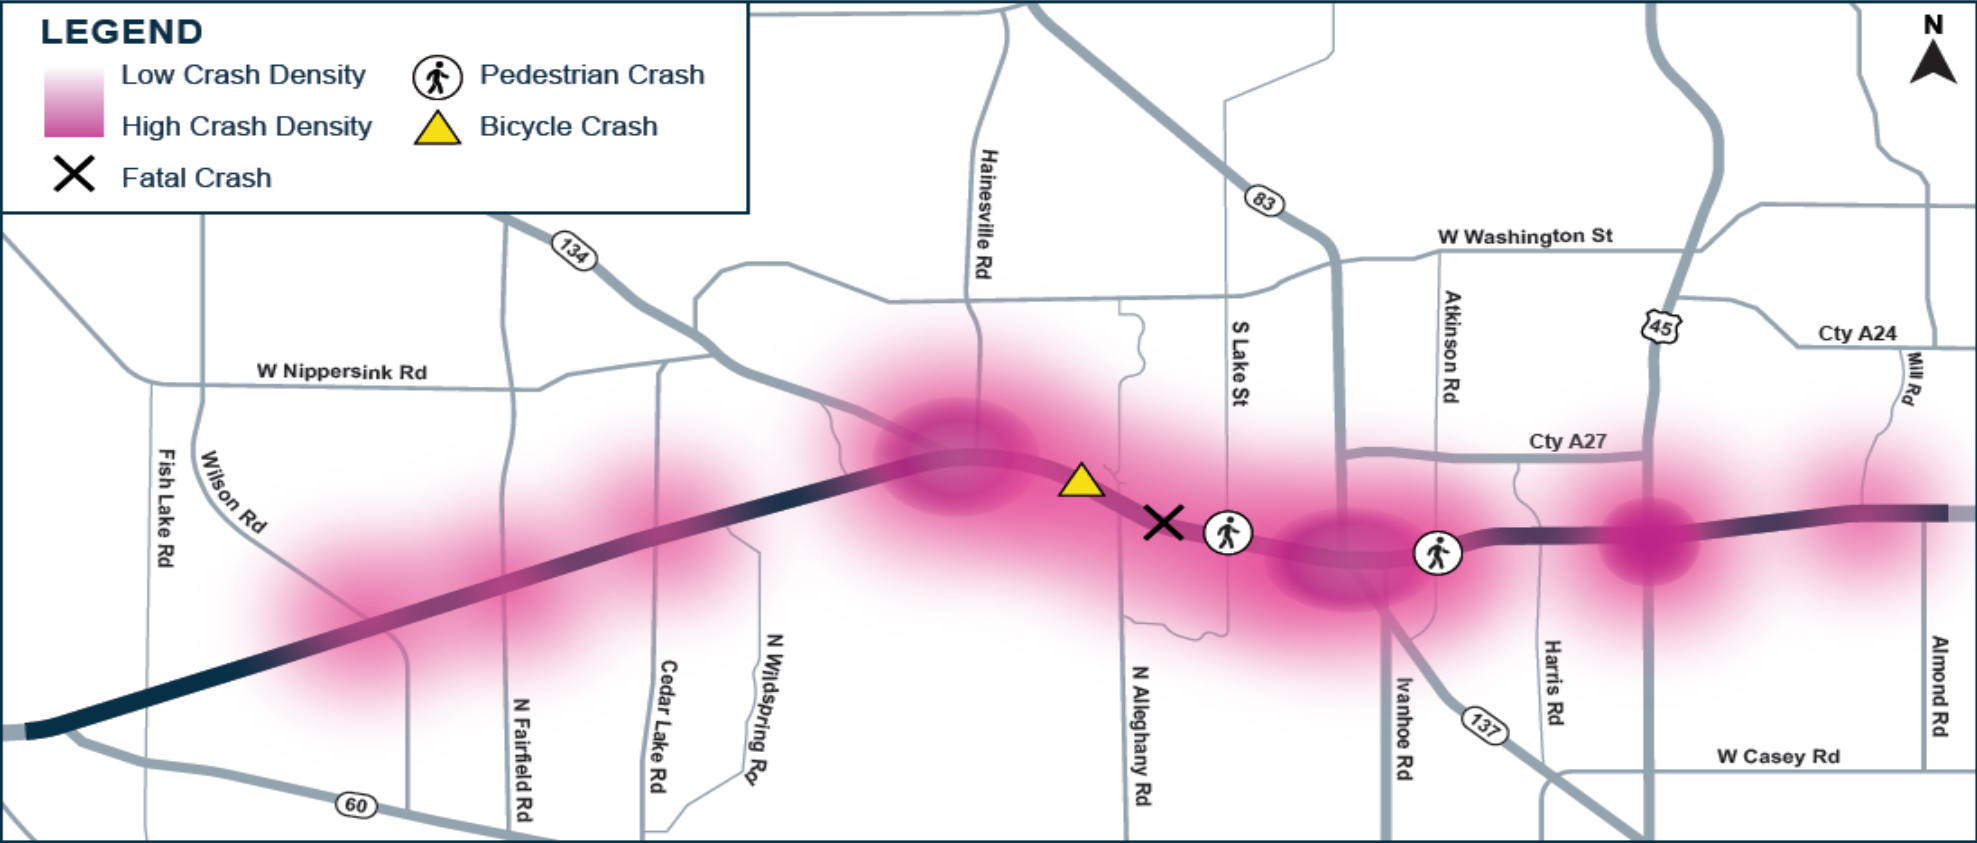 LEGEND
Low Crash Density
High Crash Density
Fatal Crash
Pedestrian Crash
Bicycle Crash
N
134
83
45
Hainesville Rd
W Washington St
Cty A24
Mill Rd
W Nippersink Rd
S Lake St
Atkinson Rd
Cty A27
Fish Lake Rd
Wilson Rd
N Fairfield Rd
Cedar Lake Rd
N Wildspring Rd
N Alleghany Rd
Ivanhoe Rd
137
Harris Rd
Almond Rd
W Casey Rd
60